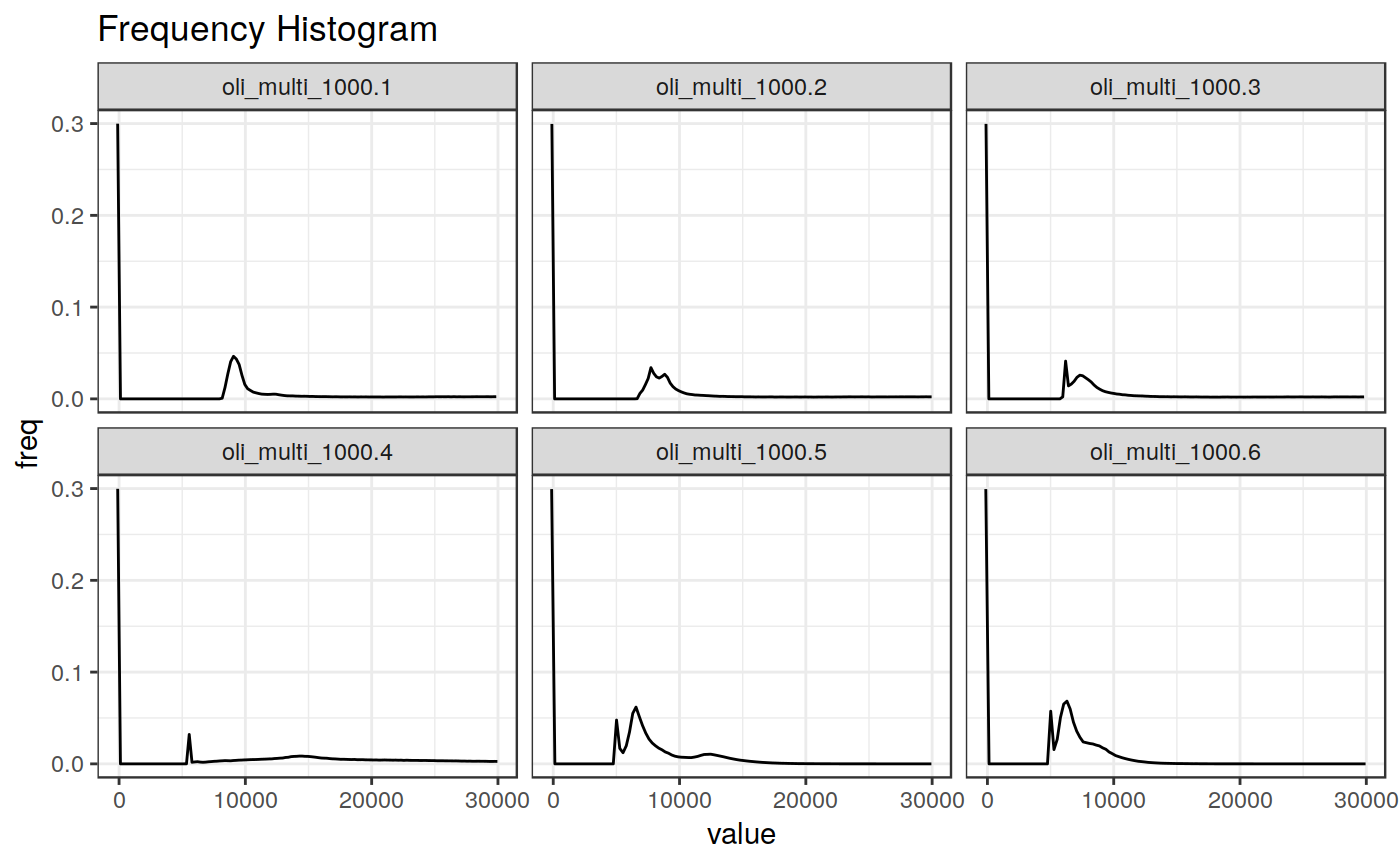 Frequency Histogram
oli_multi_1000.1 oli_multi_1000.2 oli_multi_1000.3
0.3
0.2
0.1
0.0
freq
oli_multi_1000.4 oli_multi_1000.5 oli_multi_1000.6
0.3
0.2
0.1
0.0
0 10000 20000 30000 0 10000 20000 30000 0 10000 20000 30000
value